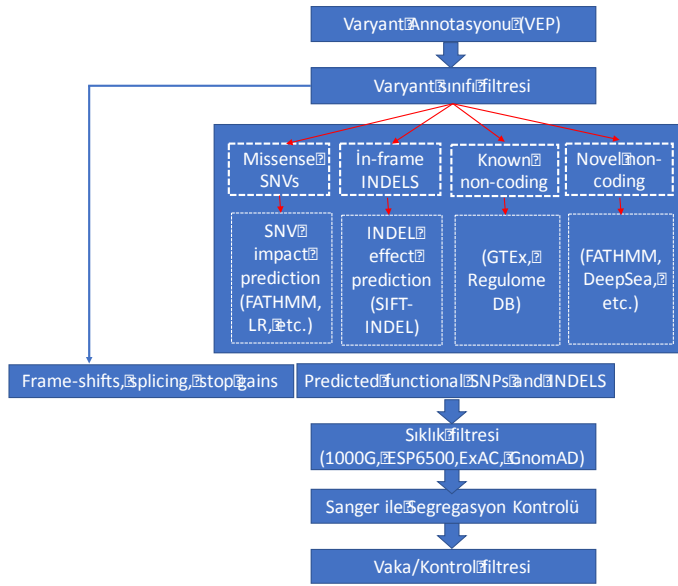 Varyant Annotasyonu (VEP)
Varyant sınıfı filtresi
Missense
SNVs
İn-frame
INDELS
Known
non-coding
Novel non-
coding
SNV
impact
prediction
(FATHMM,
LR, etc.)
INDEL
effect
prediction
(SIFT-
INDEL)
(GTEx,
Regulome
DB)
(FATHMM,
DeepSea,
etc.)
Frame-shifts, splicing, stop gains
Predicted functional SNPs and INDELS
Sıklık filtresi
(1000G, ESP6500,ExAC, GnomAD)
Sanger ile Segregasyon Kontrolü
Vaka/Kontrol filtresi